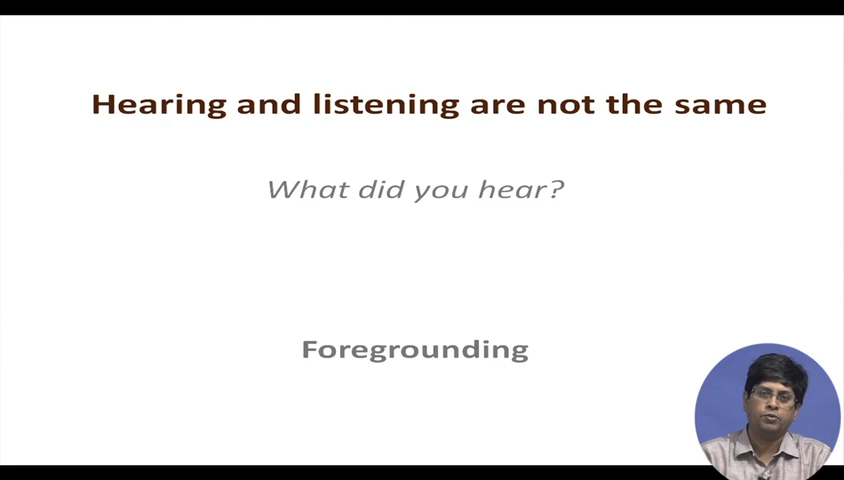 Hearing and listening are not the same
What did you hear?
Foregrounding